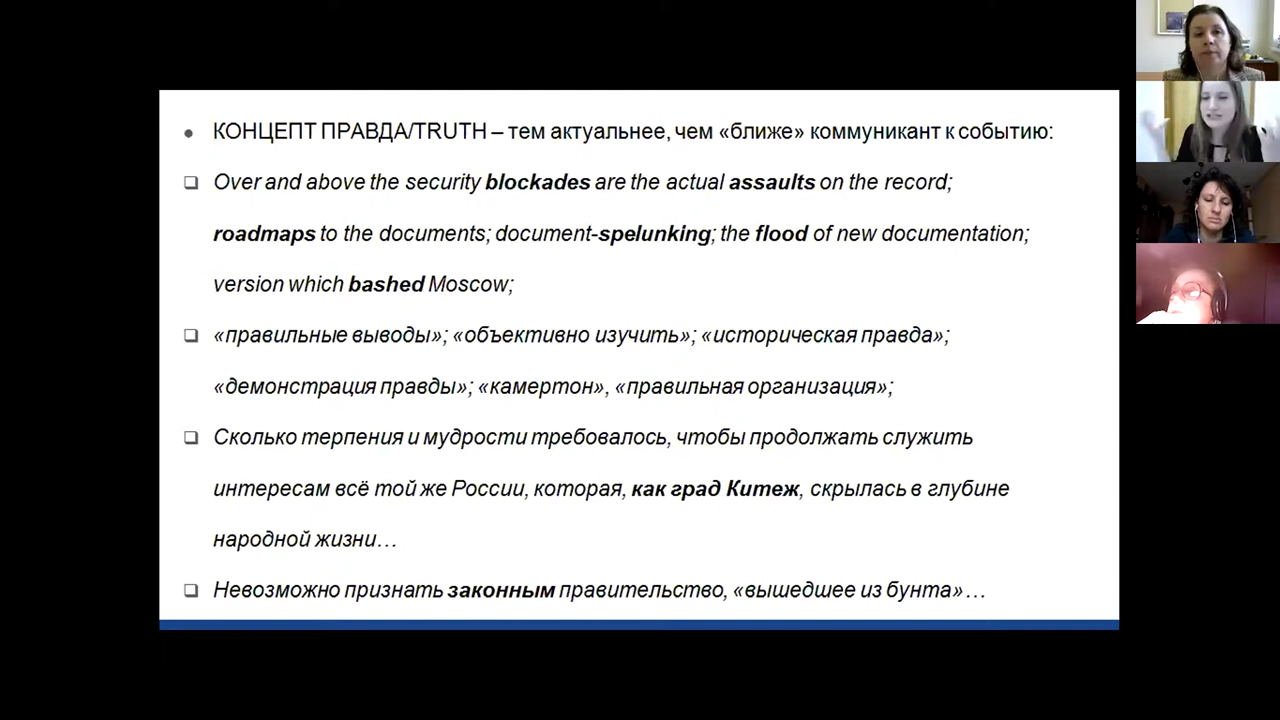 КОНЦЕПТ ПРАВДА/TRUTH – тем актуальнее, чем «ближе» коммуникант к событию:
Over and above the security blockades are the actual assaults on the record;
roadmaps to the documents; document-spelunking; the flood of new documentation;
version which bashed Moscow;
«правильные выводы»; «объективно изучить»; «историческая правда»;
«демонстрация правды»; «камертон», «правильная организация»;
Сколько терпения и мудрости требовалось, чтобы продолжать служить
интересам всё той же России, которая, как град Китеж, скрылась в глубине
народной жизни…
Невозможно признать законным правительство, «вышедшее из бунта»…